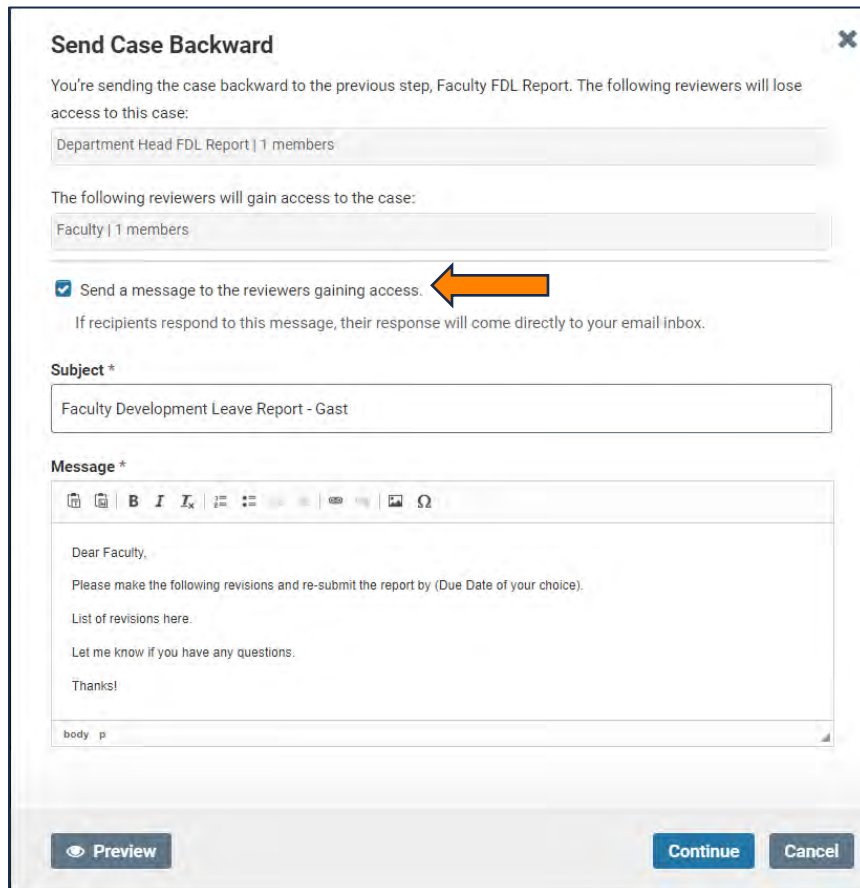 Send Case Backward
You're sending the case backward to the previous step, Faculty FDL Report. The following reviewers will lose
access to this case:
Department Head FDL Report | 1 members
The following reviewers will gain access to the case:
Faculty | 1 members
Send a message to the reviewers gaining access.
If recipients respond to this message, their response will come directly to your email inbox.
Subject *
Faculty Development Leave Report - Gast
Message *
B I Tx Ω
Dear Faculty,
Please make the following revisions and re-submit the report by (Due Date of your choice).
List of revisions here.
Let me know if you have any questions.
Thanks!
body p
Preview Continue Cancel